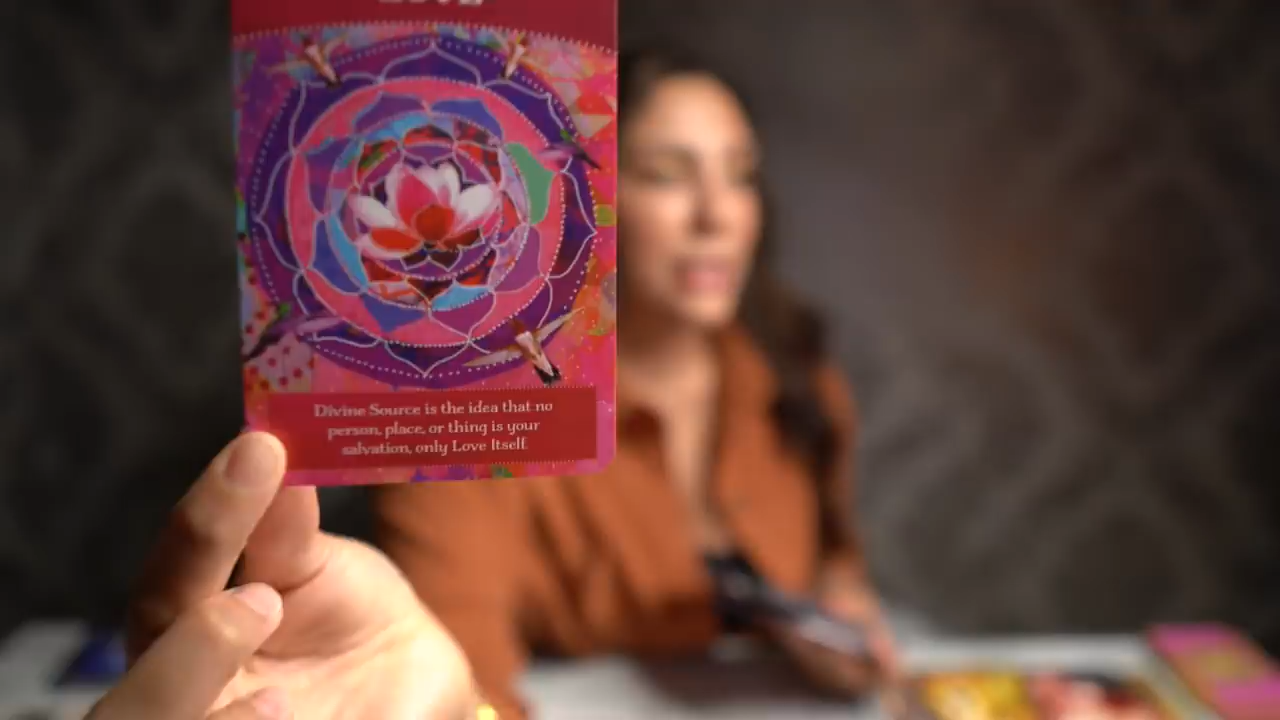 Divine Source is the idea that no
person, place, or thing is your
salvation, only Love Itself.